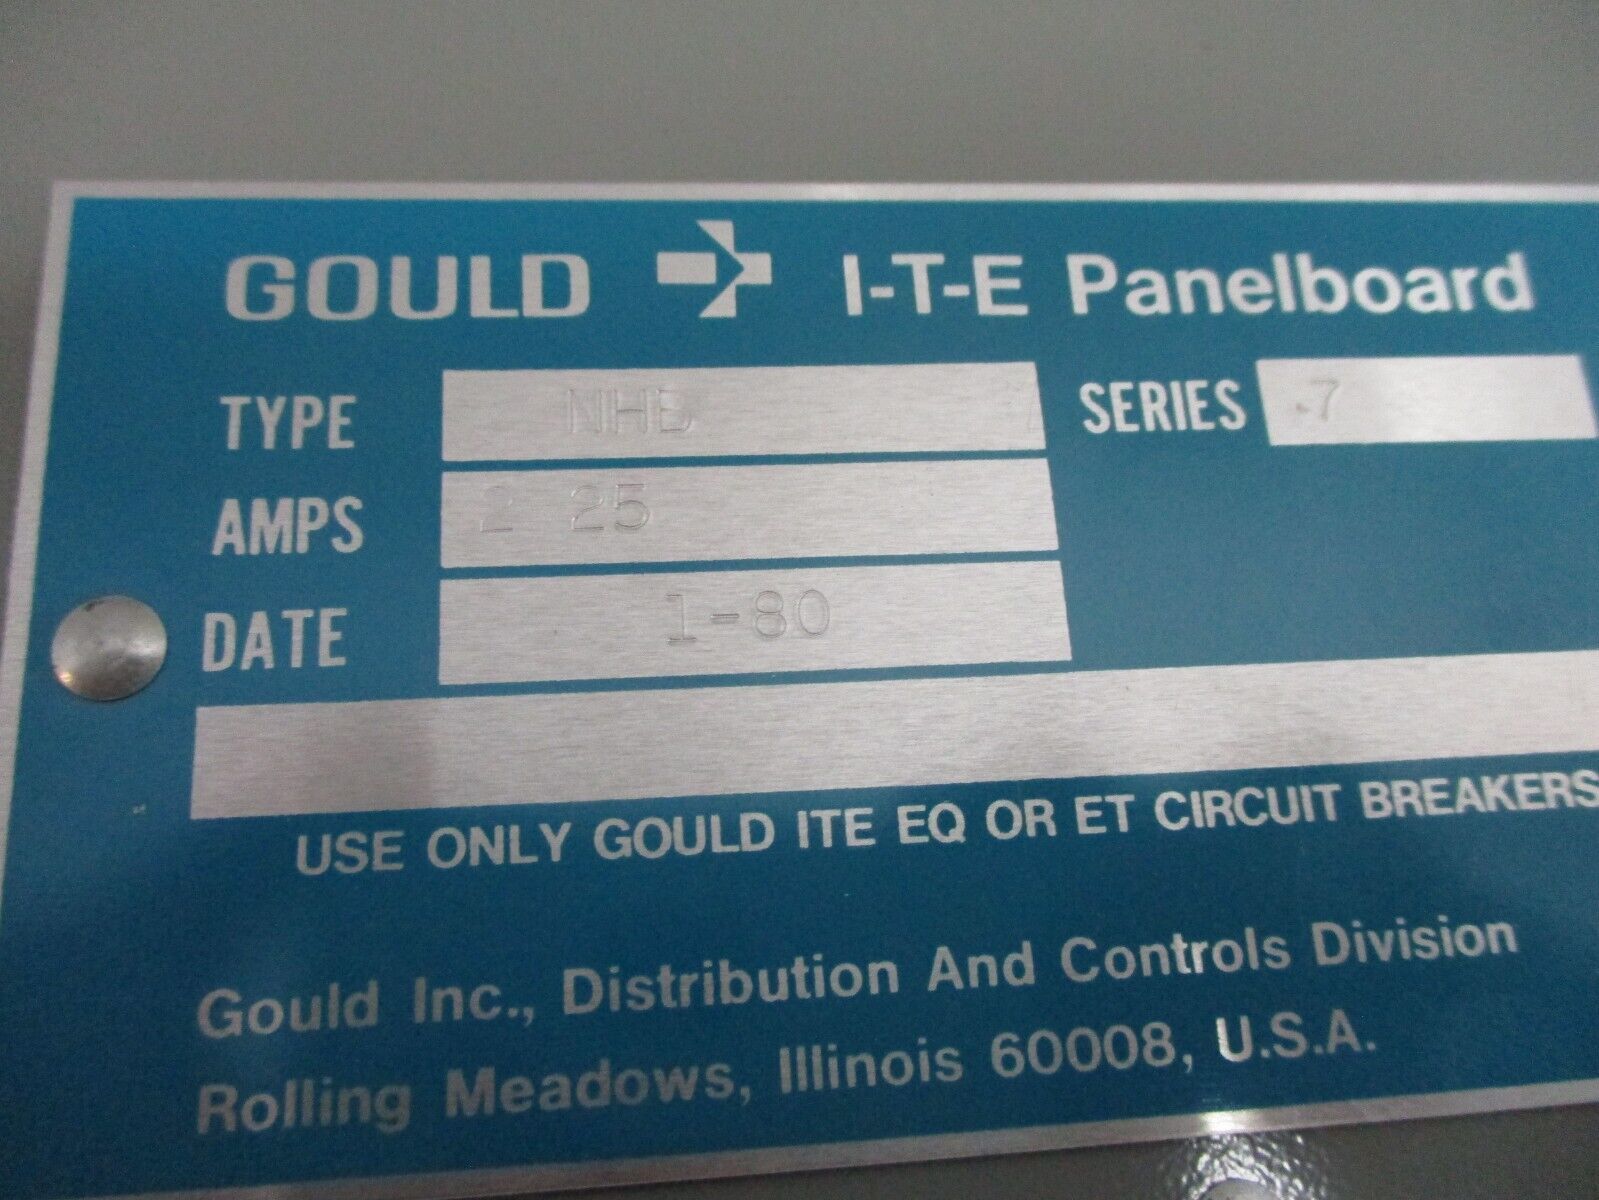 GOULD I-T-E Panelboard
TYPE NHB SERIES 7
AMPS 2 25
DATE 1-80
USE ONLY GOULD ITE EQ OR ET CIRCUIT BREAKERS
Gould Inc., Distribution And Controls Division
Rolling Meadows, Illinois 60008, U.S.A.